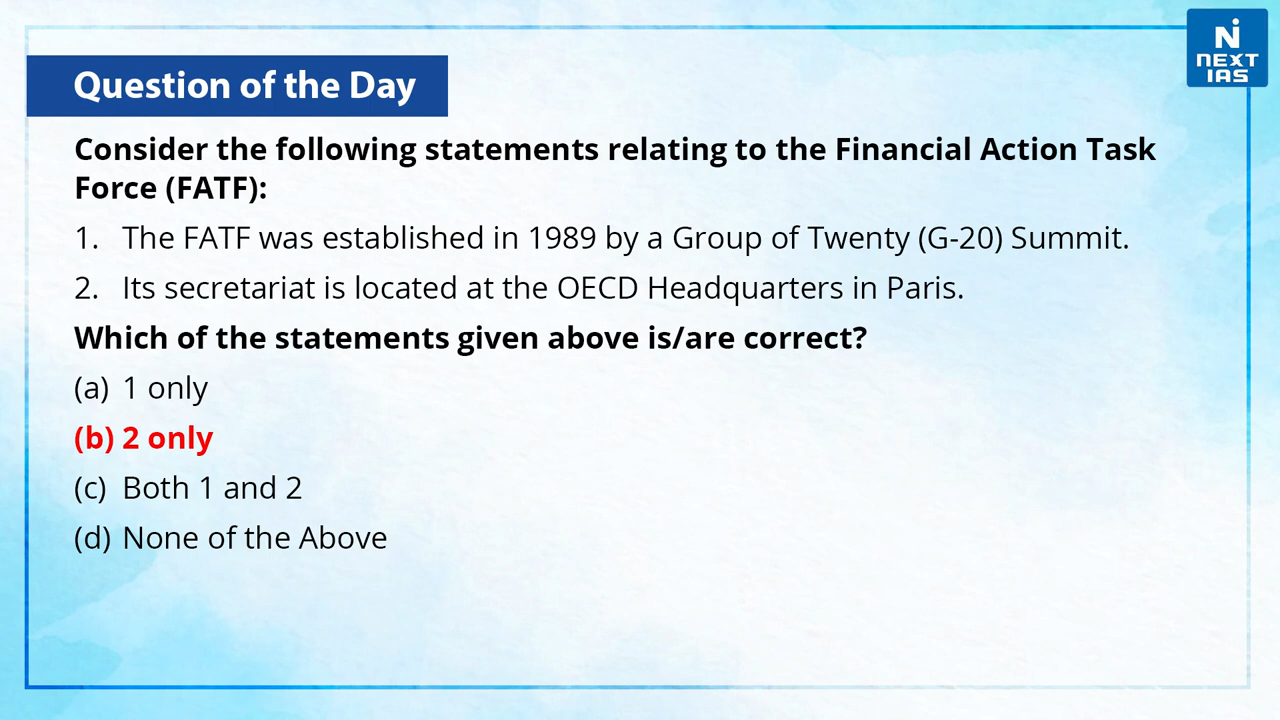 Ni
NEXT
IAS
Question of the Day
Consider the following statements relating to the Financial Action Task
Force (FATF):
1. The FATF was established in 1989 by a Group of Twenty (G-20) Summit.
2. Its secretariat is located at the OECD Headquarters in Paris.
Which of the statements given above is/are correct?
(a) 1 only
(b) 2 only
(c) Both 1 and 2
(d) None of the Above